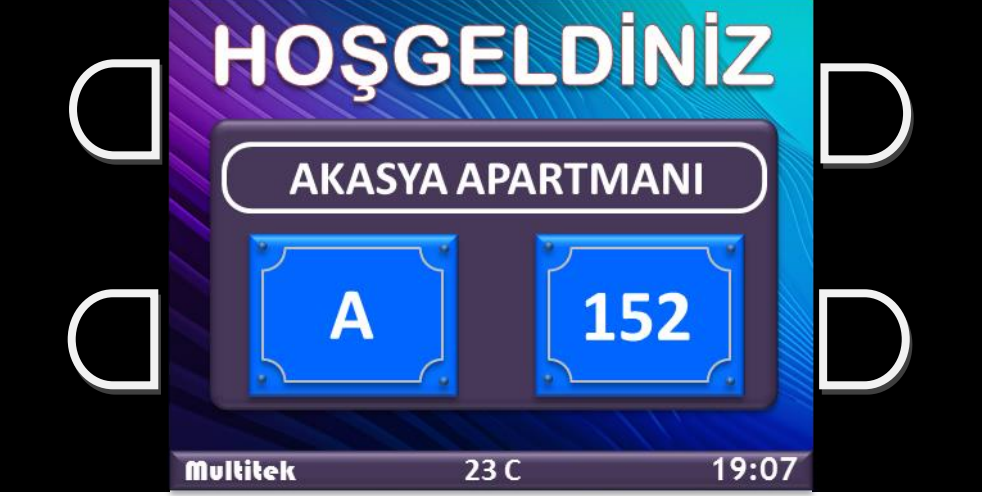 HOŞGELDİNİZ
AKASYA APARTMANI
A 152
Multitek 23 C 19:07